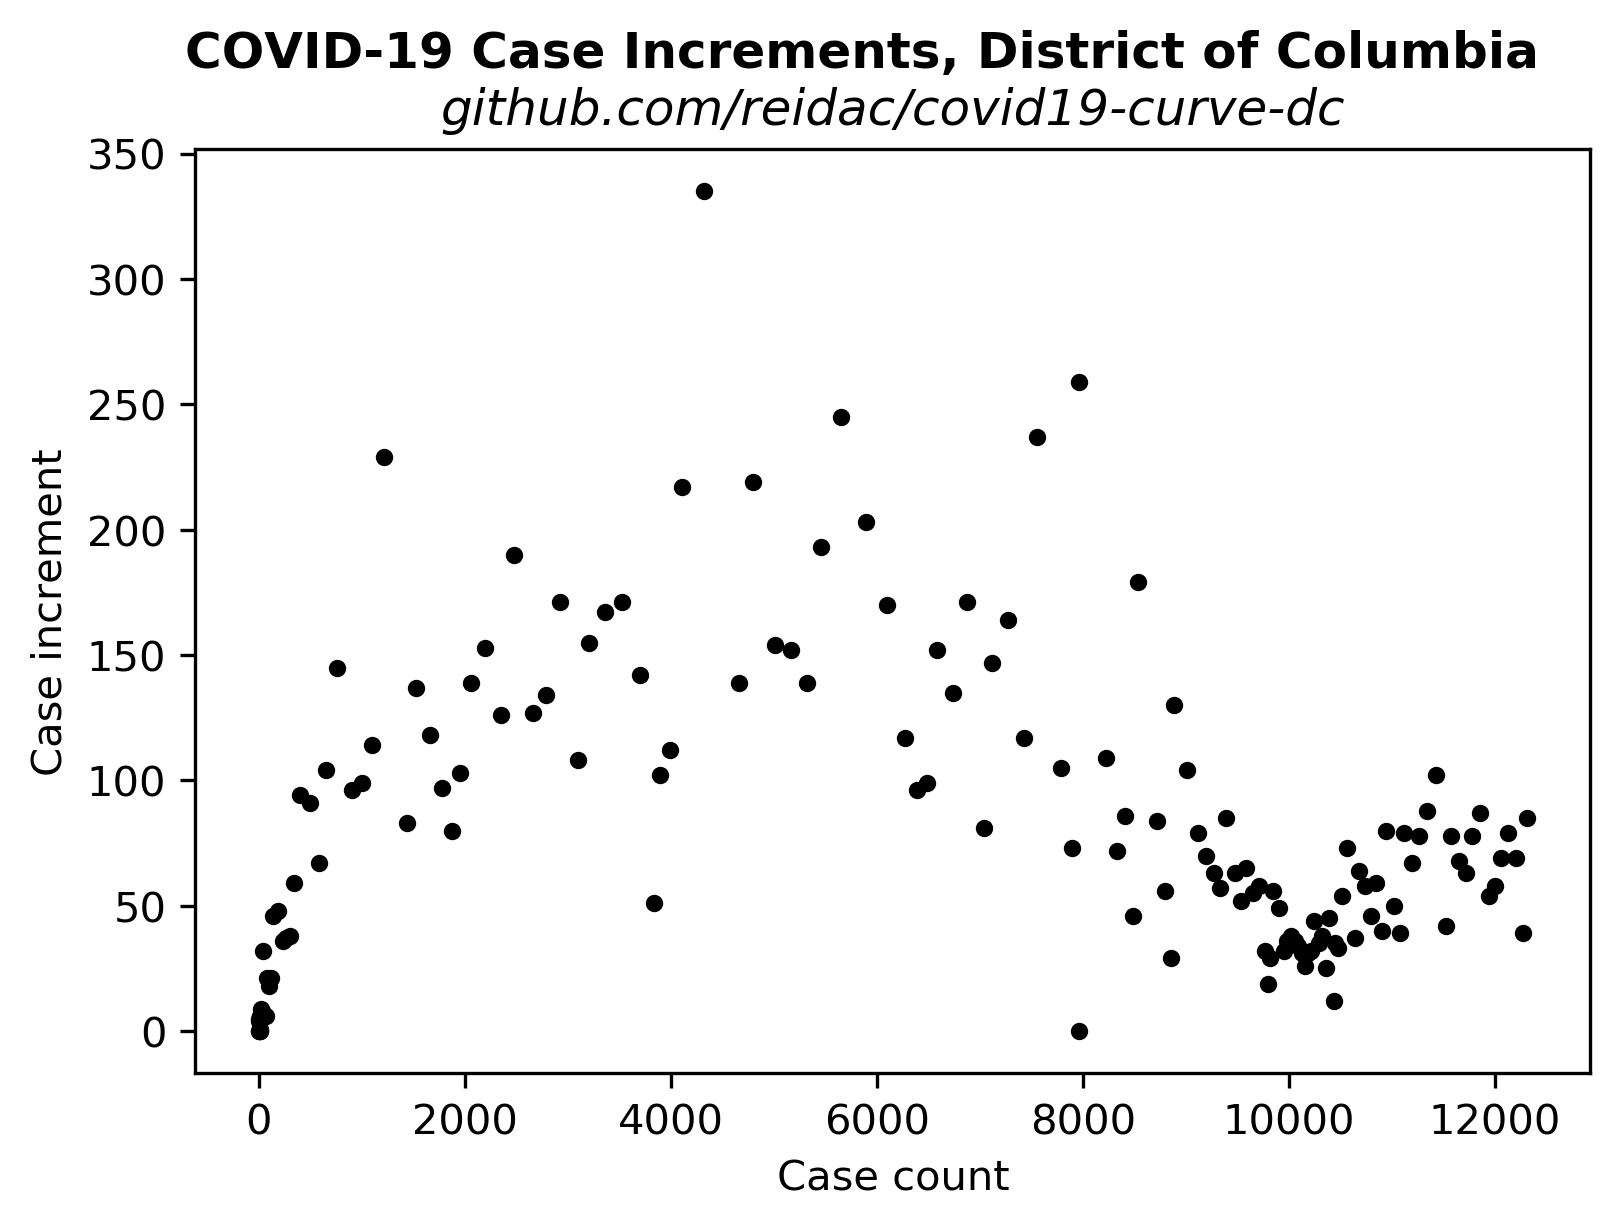 COVID-19 Case Increments, District of Columbia
github.com/reidac/covid19-curve-dc
350
300
250
200
150
100
50
0
Case increment
0 2000 4000 6000 8000 10000 12000
Case count